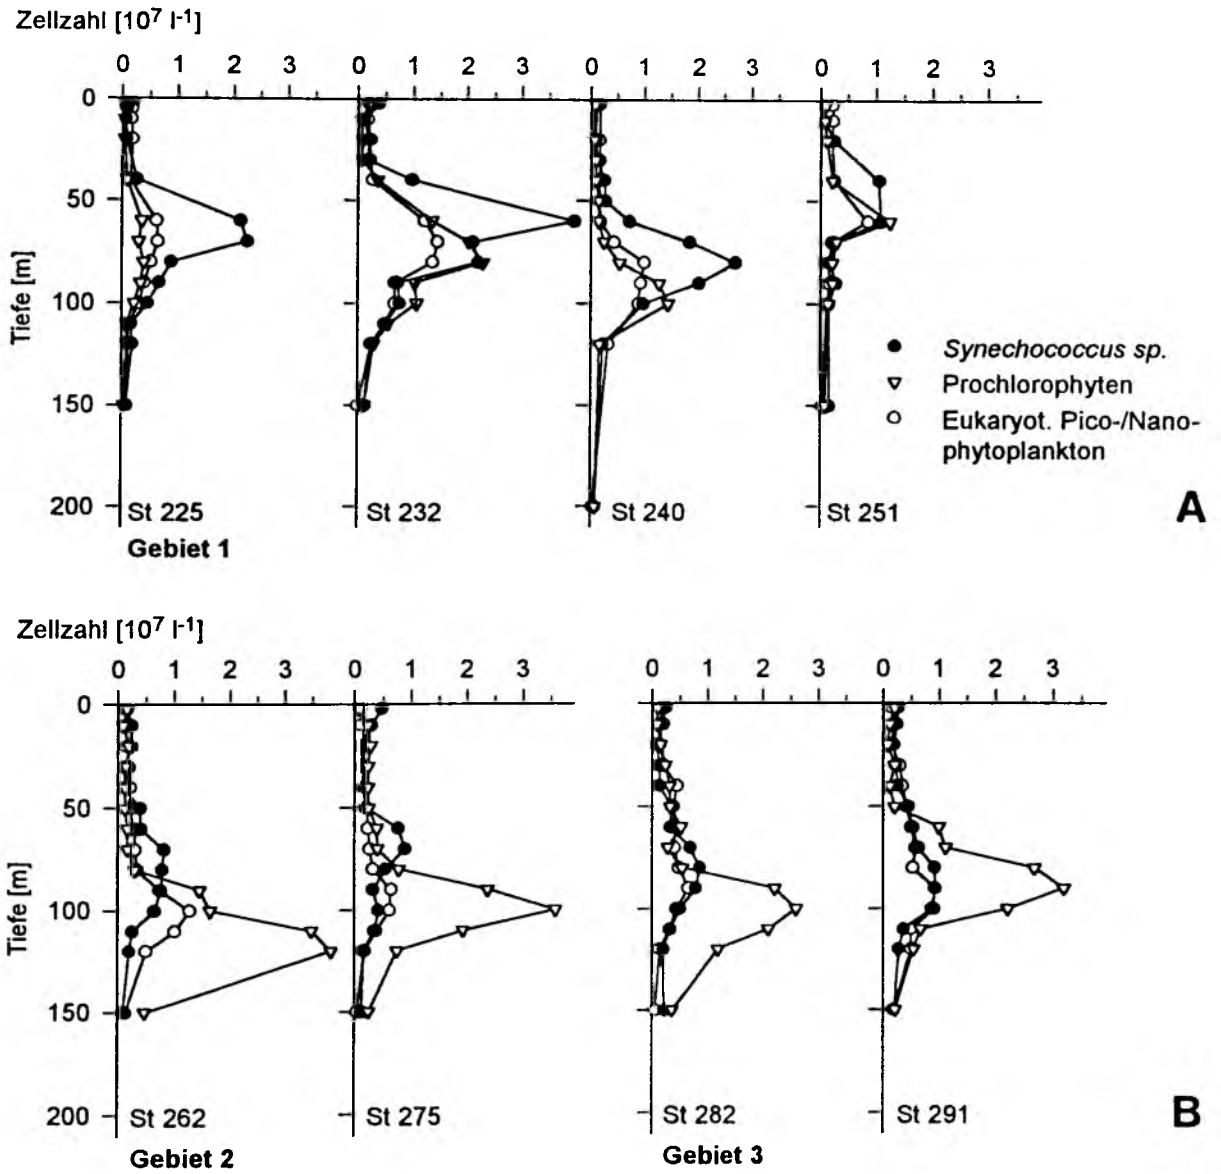 Zellzahl [10⁷ l⁻¹]
0 1 2 3 0 1 2 3 0 1 2 3 0 1 2 3
0
50
100
150
200
Tiefe [m]
Synechococcus sp.
Prochlorophyten
Eukaryot. Pico-/Nano-
phytoplankton
St 225 St 232 St 240 St 251
A
Gebiet 1
Zellzahl [10⁷ l⁻¹]
0 1 2 3 0 1 2 3 0 1 2 3 0 1 2 3
0
50
100
150
200
Tiefe [m]
St 262 St 275 St 282 St 291
B
Gebiet 2 Gebiet 3